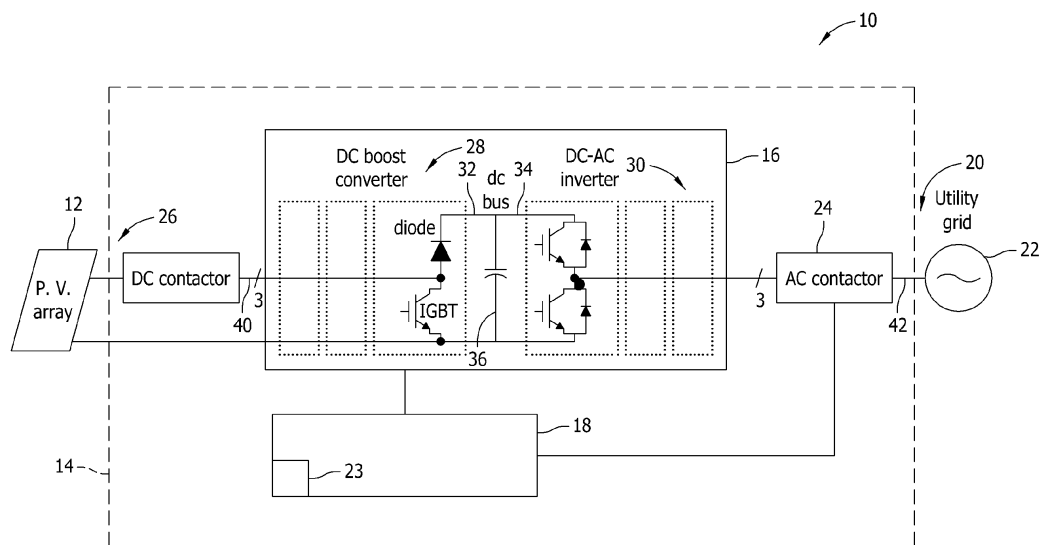 10
DC boost
converter
28
32
dc
bus
34
DC-AC
inverter
30
16
20
Utility
grid
12
26
24
22
diode
P. V.
array
DC contactor
3
40
IGBT
36
3
AC contactor
42
18
14
23